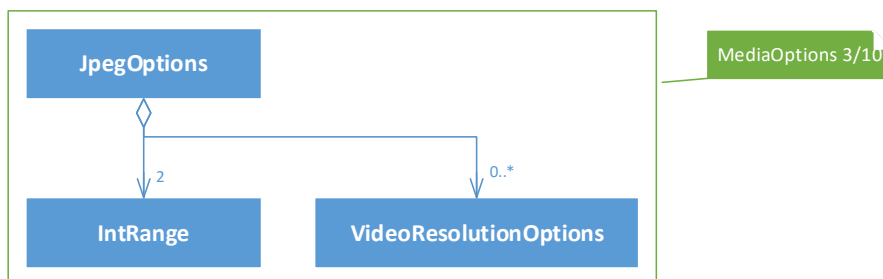 JpegOptions
MediaOptions 3/10
2
0..*
IntRange
VideoResolutionOptions